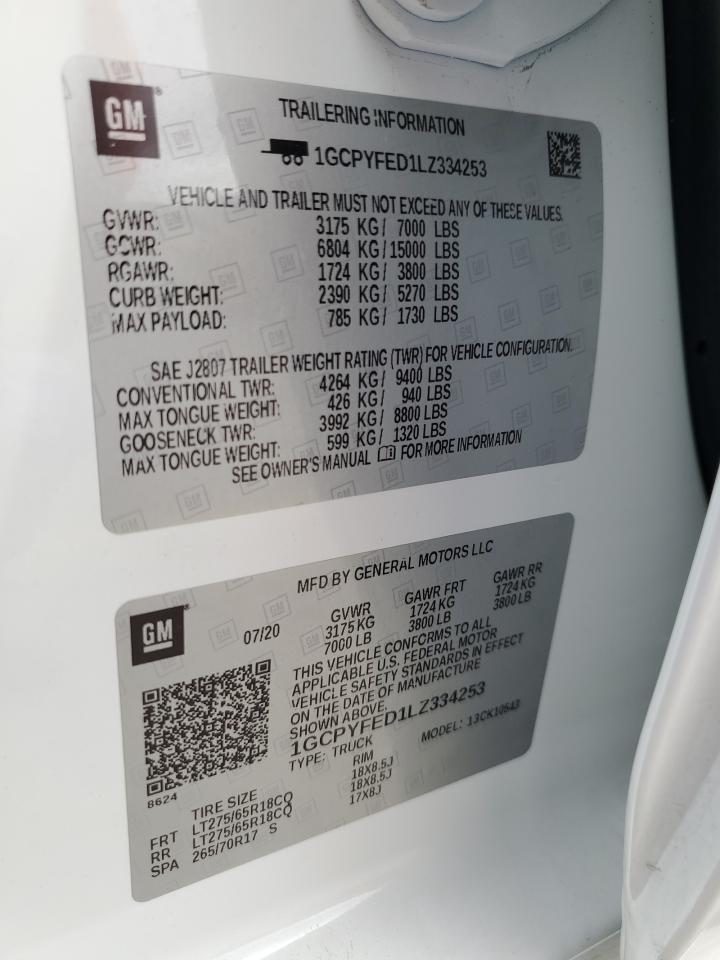 GM
TRAILERING INFORMATION
1GCPYFED1LZ334253
VEHICLE AND TRAILER MUST NOT EXCEED ANY OF THESE VALUES.
GVWR: 3175 KG/ 7000 LBS
GCWR: 6804 KG/15000 LBS
RGAWR: 1724 KG/ 3800 LBS
CURB WEIGHT: 2390 KG/ 5270 LBS
MAX PAYLOAD: 785 KG/ 1730 LBS
SAE J2807 TRAILER WEIGHT RATING (TWR) FOR VEHICLE CONFIGURATION.
CONVENTIONAL TWR: 4264 KG/ 9400 LBS
MAX TONGUE WEIGHT: 426 KG/ 940 LBS
GOOSENECK TWR: 3992 KG/ 8800 LBS
MAX TONGUE WEIGHT: 599 KG/ 1320 LBS
SEE OWNER'S MANUAL FOR MORE INFORMATION
GM
MFD BY GENERAL MOTORS LLC
07/20 GVWR GAWR FRT GAWR RR
3175 KG 1724 KG 1724 KG
7000 LB 3800 LB 3800 LB
THIS VEHICLE CONFORMS TO ALL
APPLICABLE U.S. FEDERAL MOTOR
VEHICLE SAFETY STANDARDS IN EFFECT
ON THE DATE OF MANUFACTURE
SHOWN ABOVE.
1GCPYFED1LZ334253
TYPE: TRUCK MODEL: 13CK10543
8624
TIRE SIZE RIM
FRT LT275/65R18CQ 18X8.5J
RR LT275/65R18CQ 18X8.5J
SPA 265/70R17 S 17X8J